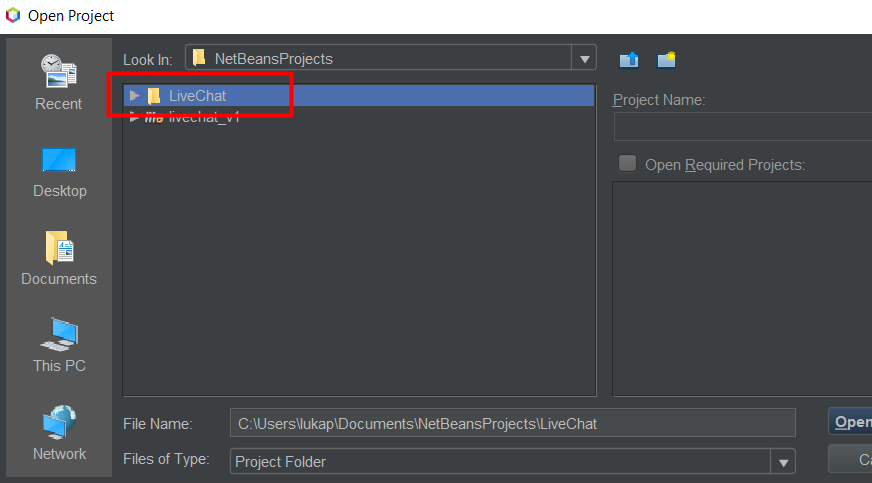 Open Project
Look In: NetBeansProjects
Recent
Desktop
Documents
This PC
Network
LiveChat
livechat_v1
Project Name:
Open Required Projects:
File Name: C:\Users\lukap\Documents\NetBeansProjects\LiveChat
Open
Files of Type: Project Folder
Ca